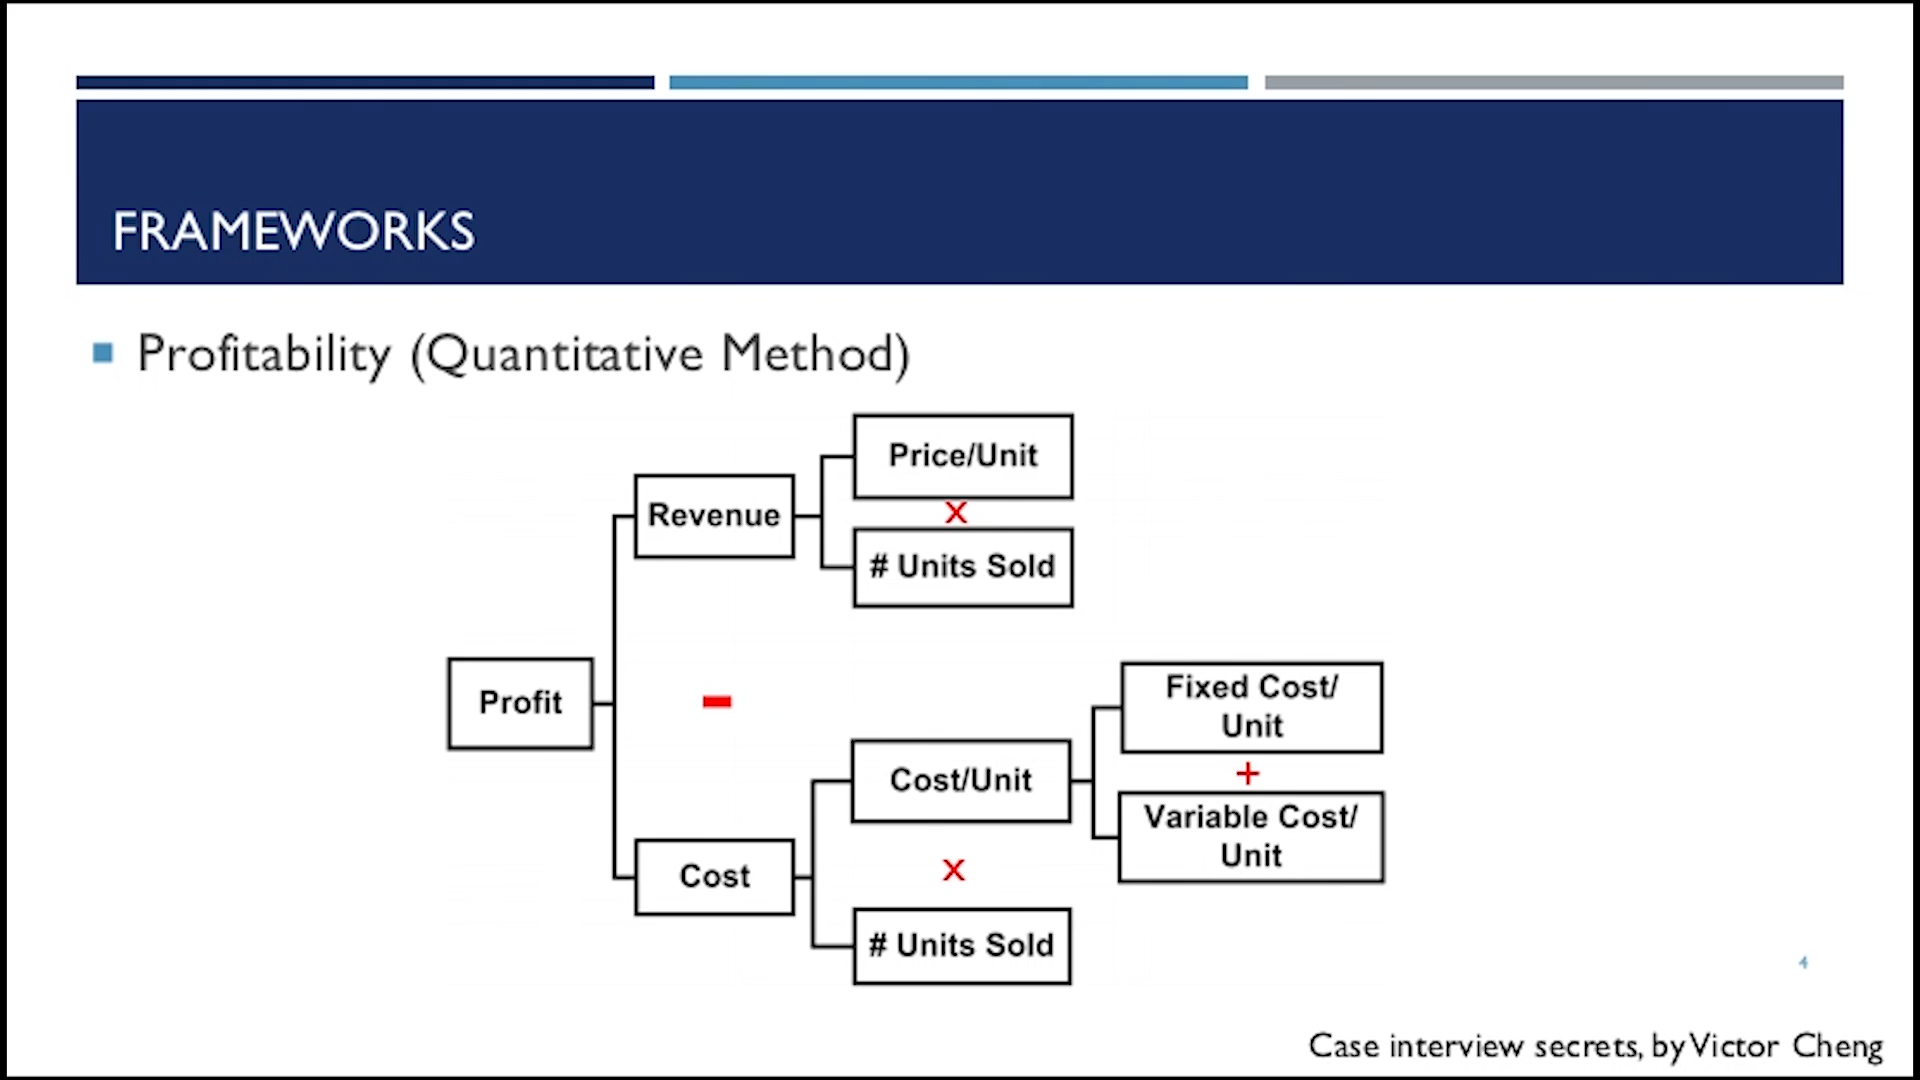 FRAMEWORKS
Profitability (Quantitative Method)
Price/Unit
x
Revenue
# Units Sold
Profit
-
Fixed Cost/
Unit
+
Cost/Unit
Variable Cost/
Unit
x
Cost
# Units Sold
4
Case interview secrets, by Victor Cheng